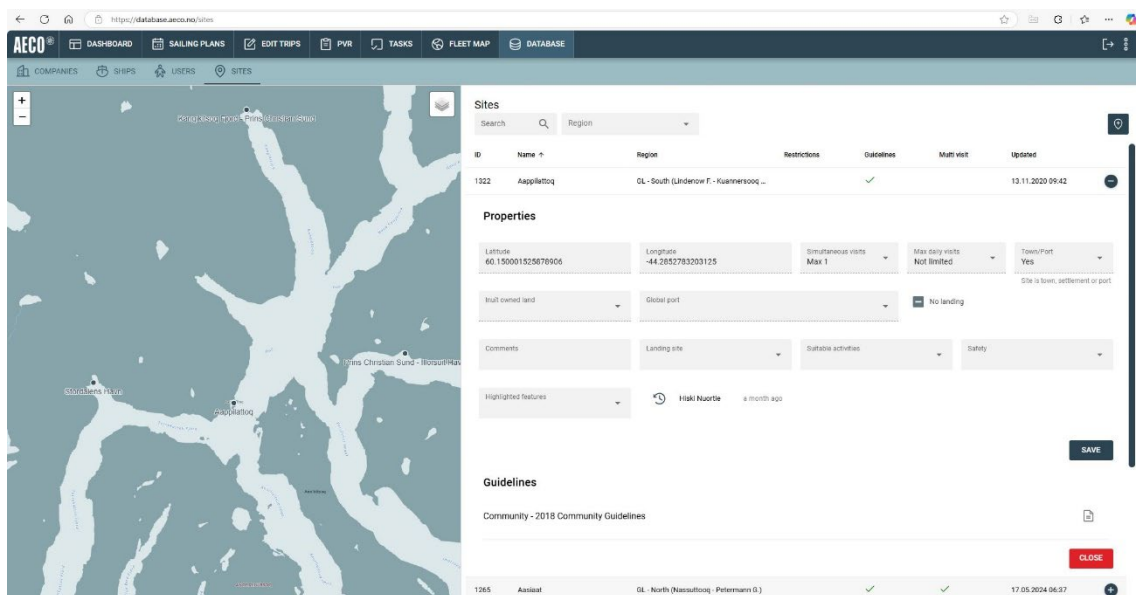 https://database.aeco.no/sites
AECO
DASHBOARD
SAILING PLANS
EDIT TRIPS
PVR
TASKS
FLEET MAP
DATABASE
COMPANIES
SHIPS
USERS
SITES
+
−
Prins Christian Sund -
Aappilattoq
Sites
Search
Region
ID Name ↑ Region Restrictions Guidelines Multi visit Updated
1322 Aappilattoq GL - South (Lindenow F. - Kuannersooq ... 13.11.2020 09:42
Properties
Latitude
60.150001525878906
Longitude
-44.2852783203125
Simultaneous visits
Max 1
Max daily visits
Not limited
Town/Port
Yes
Site is town, settlement or port
Inuit owned land
Global port
No landing
Comments
Landing site
Suitable activities
Safety
Highlighted features
Hiski Nuortie a month ago
SAVE
Guidelines
Community - 2018 Community Guidelines
CLOSE
1265 Aasiaat GL - North (Nassuttooq - Petermann G.) 17.05.2024 06:37